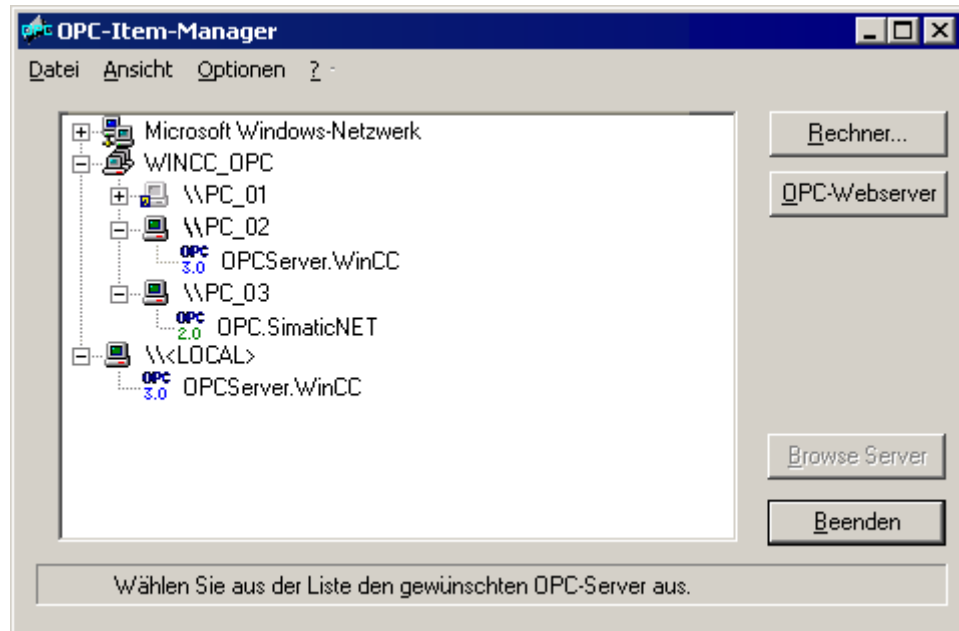 OPC-Item-Manager
Datei Ansicht Optionen ?
Microsoft Windows-Netzwerk
WINCC_OPC
\\PC_01
\\PC_02
OPC 3.0 OPCServer.WinCC
\\PC_03
OPC 2.0 OPC.SimaticNET
\\<LOCAL>
OPC 3.0 OPCServer.WinCC
Rechner...
OPC-Webserver
Browse Server
Beenden
Wählen Sie aus der Liste den gewünschten OPC-Server aus.